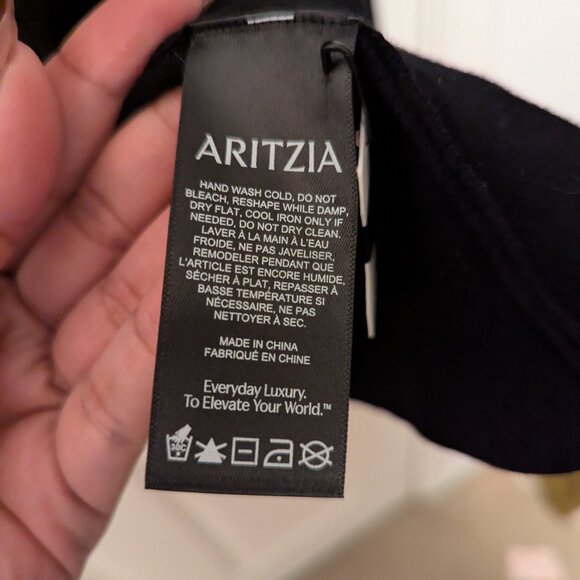 ARITZIA
HAND WASH COLD, DO NOT
BLEACH, RESHAPE WHILE DAMP,
DRY FLAT, COOL IRON ONLY IF
NEEDED, DO NOT DRY CLEAN.
LAVER À LA MAIN À L'EAU
FROIDE, NE PAS JAVELISER,
REMODELER PENDANT QUE
L'ARTICLE EST ENCORE HUMIDE,
SÉCHER À PLAT, REPASSER À
BASSE TEMPÉRATURE SI
NÉCESSAIRE, NE PAS
NETTOYER À SEC.
MADE IN CHINA
FABRIQUÉ EN CHINE
Everyday Luxury.
To Elevate Your World.™
30C